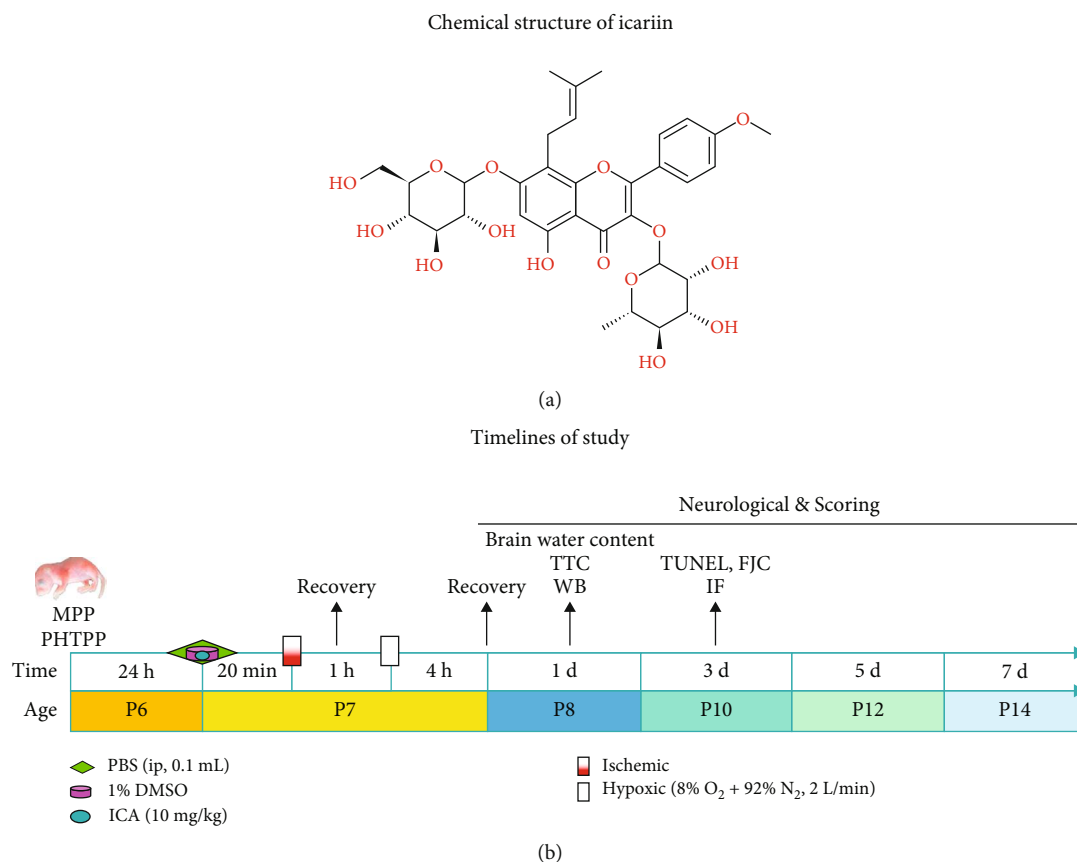 Chemical structure of icariin
O
O
O
O
HO
HO
OH
HO
OH
O
O
O
OH
OH
HO
(a)
Timelines of study
Neurological & Scoring
Brain water content
TTC
WB
TUNEL, FJC
IF
Recovery
Recovery
MPP
PHTPP
Time
24 h
20 min
1 h
4 h
1 d
3 d
5 d
7 d
Age
P6
P7
P8
P10
P12
P14
PBS (ip, 0.1 mL)
1% DMSO
ICA (10 mg/kg)
Ischemic
Hypoxic (8% O₂ + 92% N₂, 2 L/min)
(b)